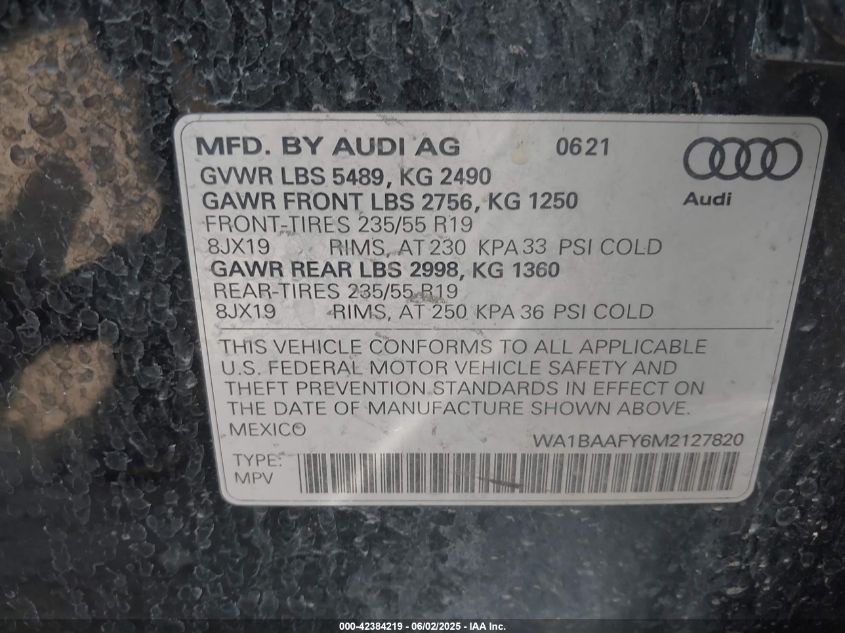 MFD. BY AUDI AG 0621
GVWR LBS 5489, KG 2490
GAWR FRONT LBS 2756, KG 1250
Audi
FRONT-TIRES 235/55 R19
8JX19 RIMS, AT 230 KPA 33 PSI COLD
GAWR REAR LBS 2998, KG 1360
REAR-TIRES 235/55 R19
8JX19 RIMS, AT 250 KPA 36 PSI COLD
THIS VEHICLE CONFORMS TO ALL APPLICABLE
U.S. FEDERAL MOTOR VEHICLE SAFETY AND
THEFT PREVENTION STANDARDS IN EFFECT ON
THE DATE OF MANUFACTURE SHOWN ABOVE.
MEXICO
WA1BAAFY6M2127820
TYPE:
MPV
000-42384219 - 06/02/2025 - IAA Inc.